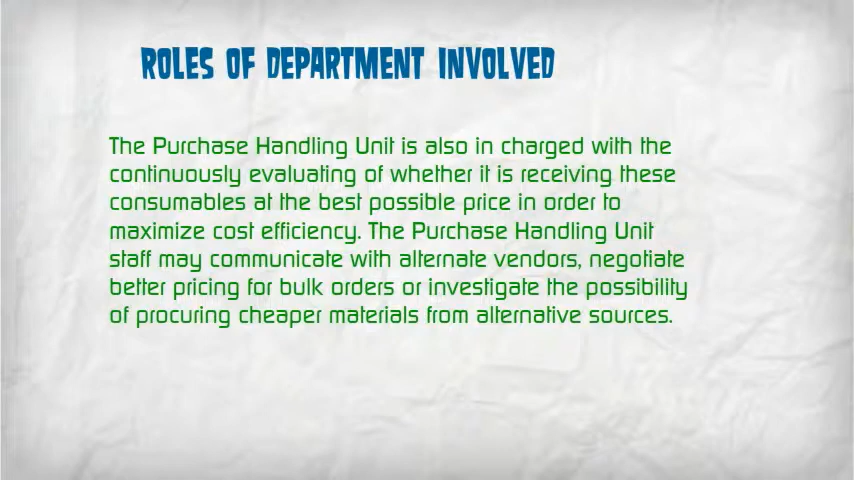 ROLES OF DEPARTMENT INVOLVED
The Purchase Handling Unit is also in charged with the
continuously evaluating of whether it is receiving these
consumables at the best possible price in order to
maximize cost efficiency. The Purchase Handling Unit
staff may communicate with alternate vendors, negotiate
better pricing for bulk orders or investigate the possibility
of procuring cheaper materials from alternative sources.